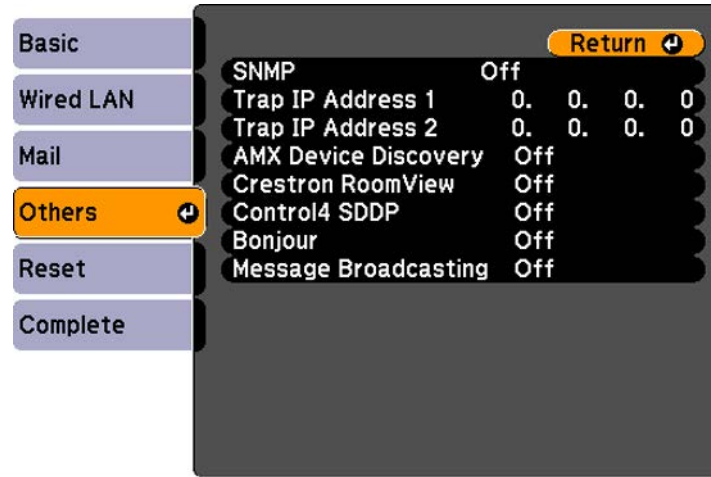 Basic
Wired LAN
Mail
Others
Reset
Complete
Return
SNMP Off
Trap IP Address 1 0. 0. 0. 0
Trap IP Address 2 0. 0. 0. 0
AMX Device Discovery Off
Crestron RoomView Off
Control4 SDDP Off
Bonjour Off
Message Broadcasting Off